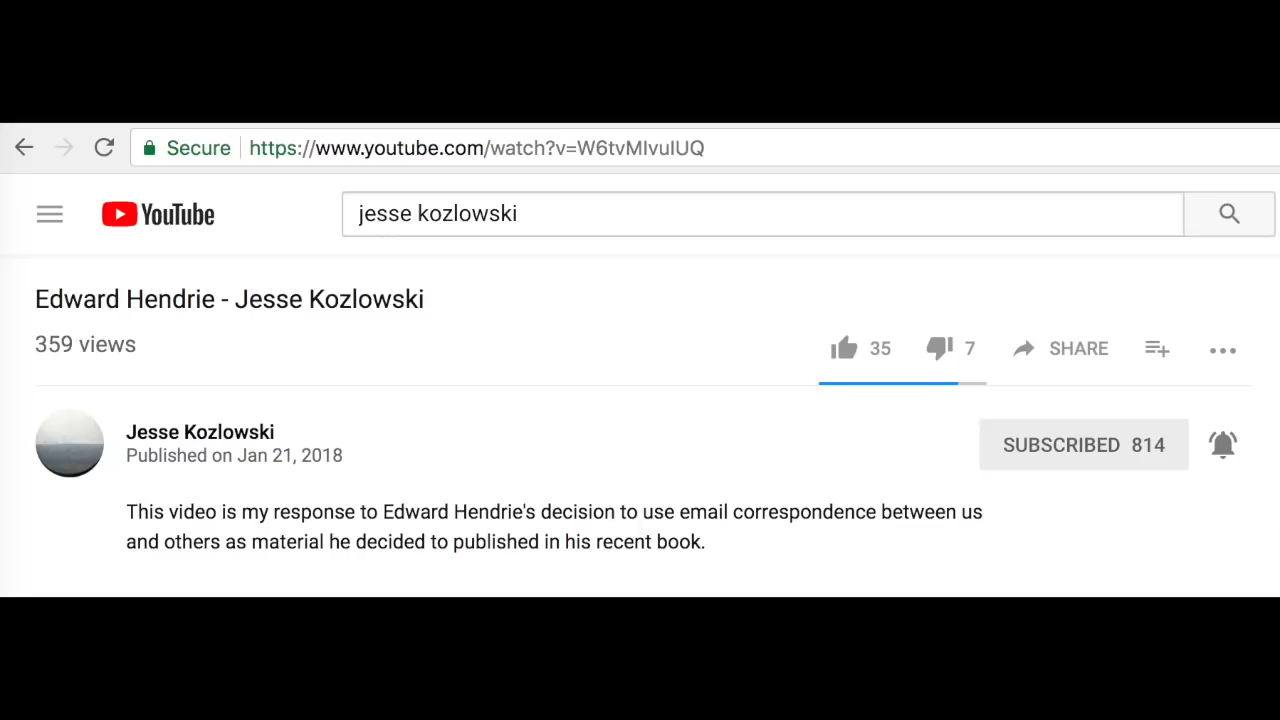 Secure https://www.youtube.com/watch?v=W6tvMIvuIUQ
YouTube jesse kozlowski
Edward Hendrie - Jesse Kozlowski
359 views
35 7 SHARE
Jesse Kozlowski
Published on Jan 21, 2018
SUBSCRIBED 814
This video is my response to Edward Hendrie's decision to use email correspondence between us
and others as material he decided to published in his recent book.